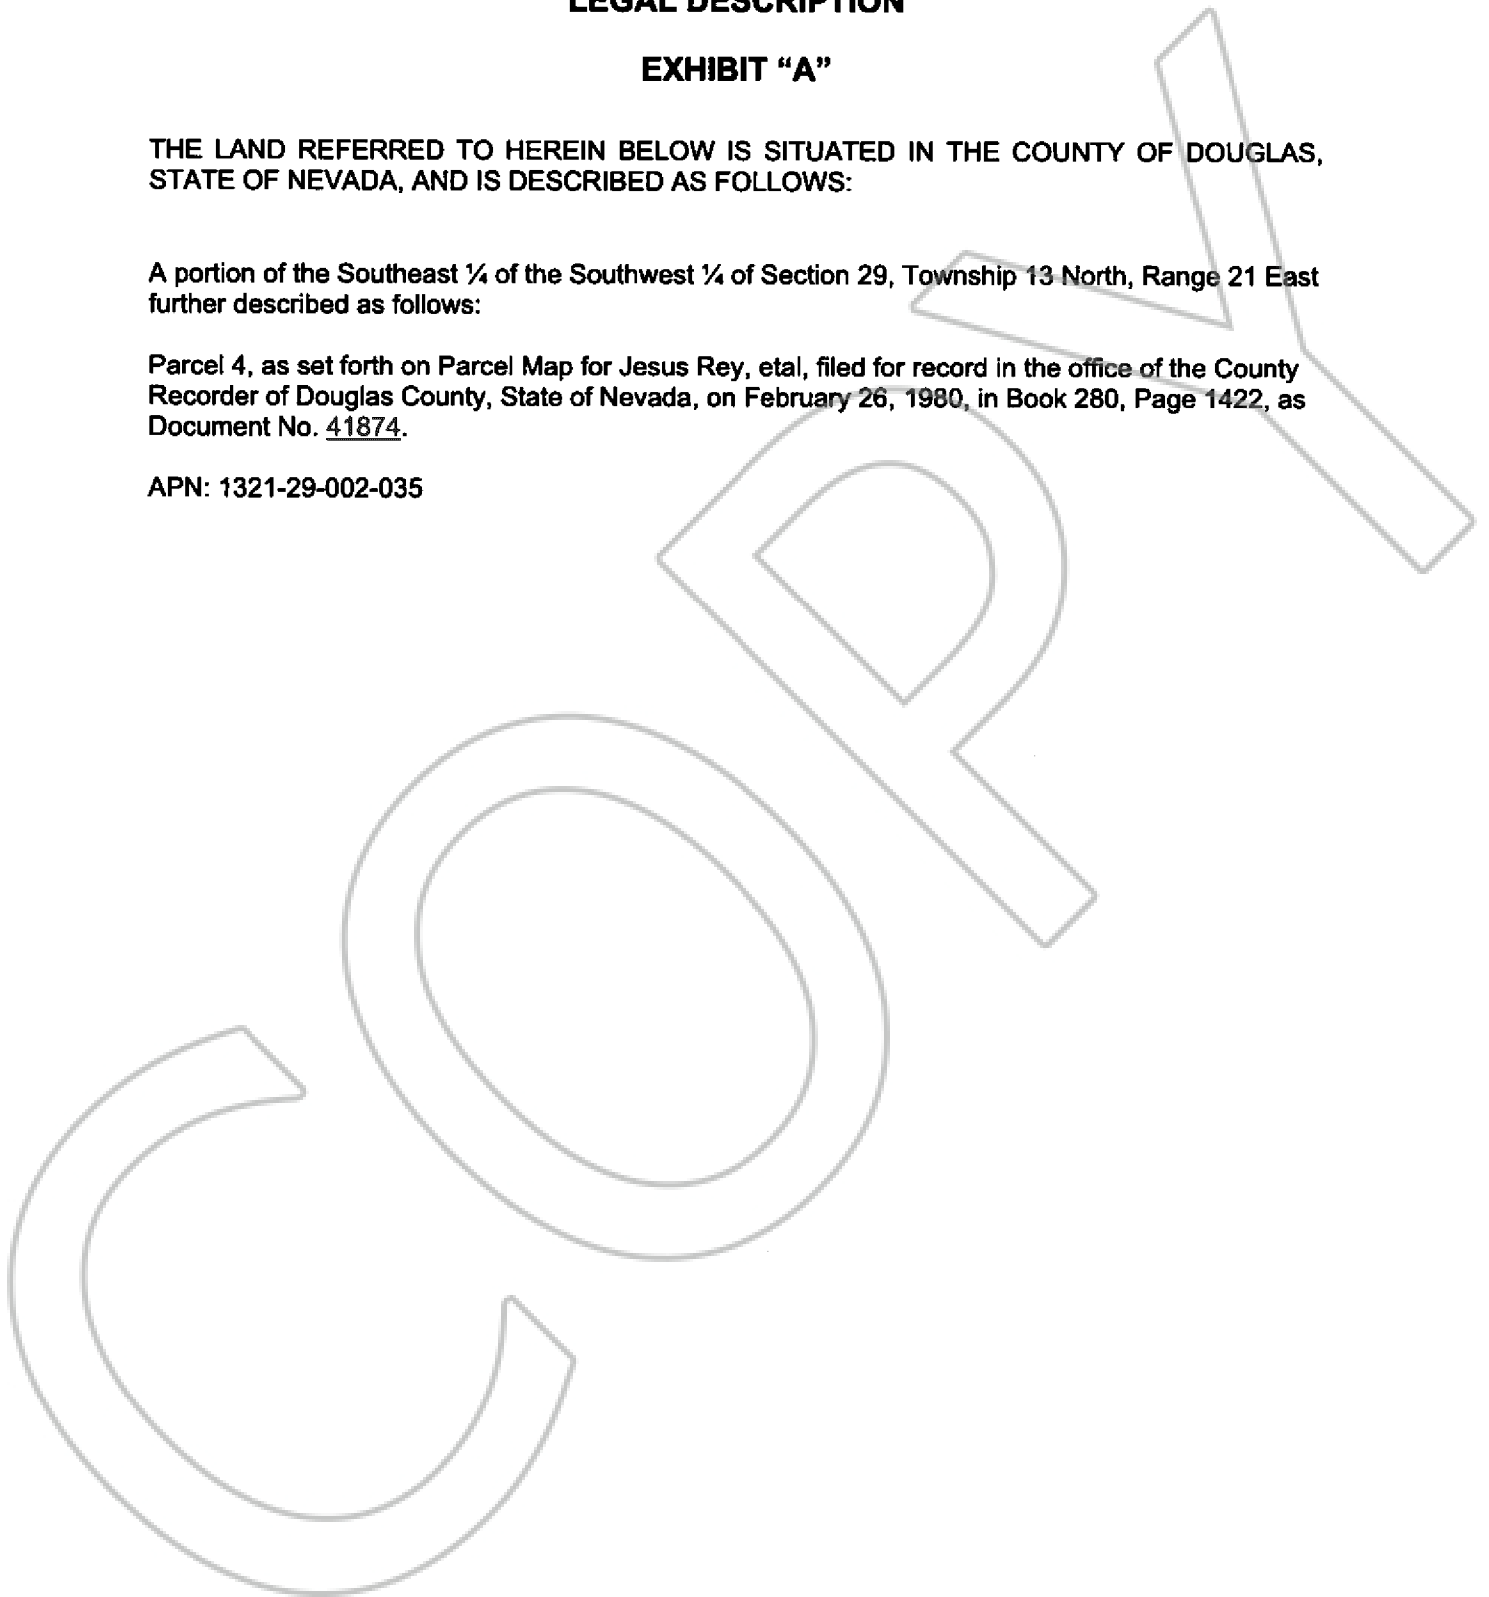 LEGAL DESCRIPTION
EXHIBIT “A”
THE LAND REFERRED TO HEREIN BELOW IS SITUATED IN THE COUNTY OF DOUGLAS,
STATE OF NEVADA, AND IS DESCRIBED AS FOLLOWS:
A portion of the Southeast ¼ of the Southwest ¼ of Section 29, Township 13 North, Range 21 East
further described as follows:
Parcel 4, as set forth on Parcel Map for Jesus Rey, etal, filed for record in the office of the County
Recorder of Douglas County, State of Nevada, on February 26, 1980, in Book 280, Page 1422, as
Document No. 41874.
APN: 1321-29-002-035
COPY